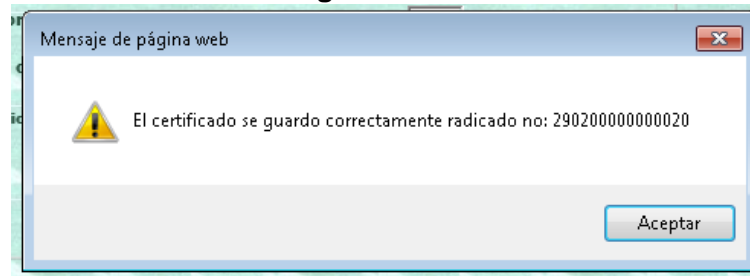 Mensaje de página web
El certificado se guardo correctamente radicado no: 290200000000020
Aceptar